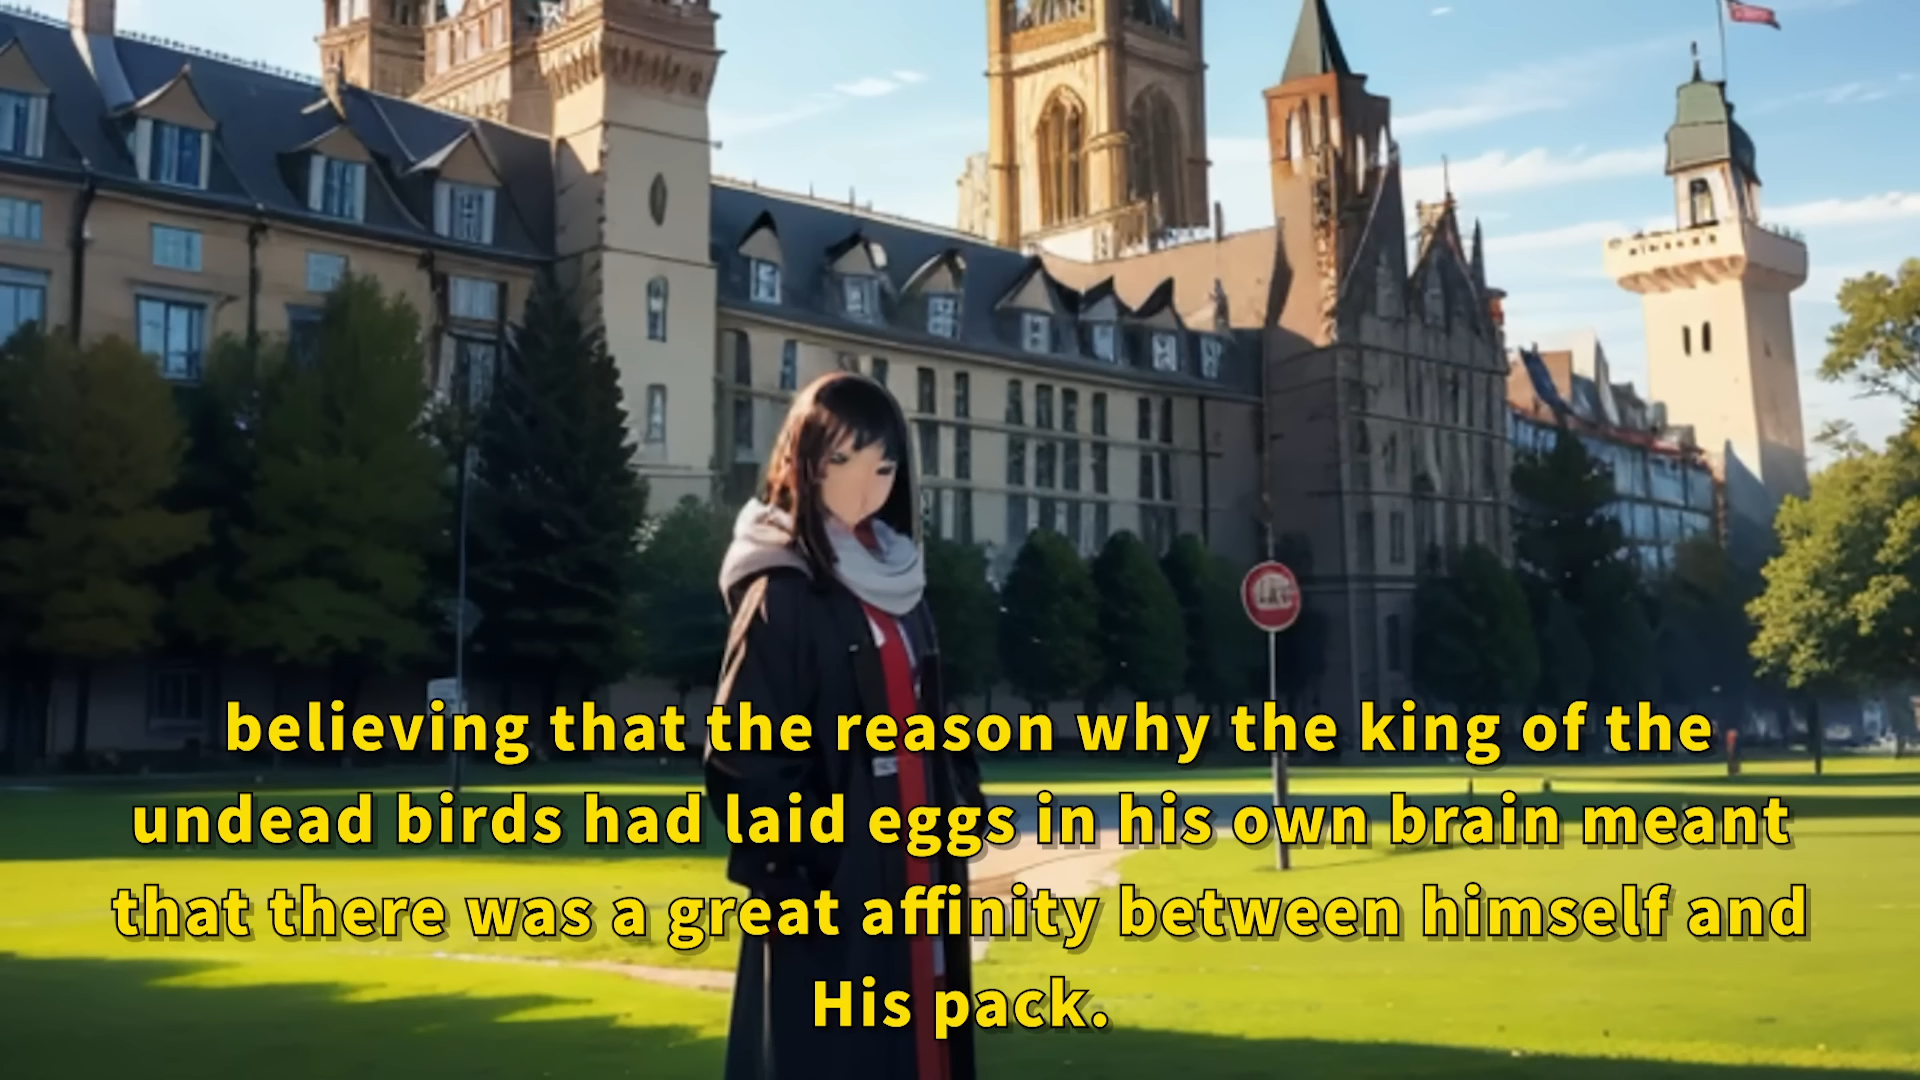 believing that the reason why the king of the
undead birds had laid eggs in his own brain meant
that there was a great affinity between himself and
His pack.